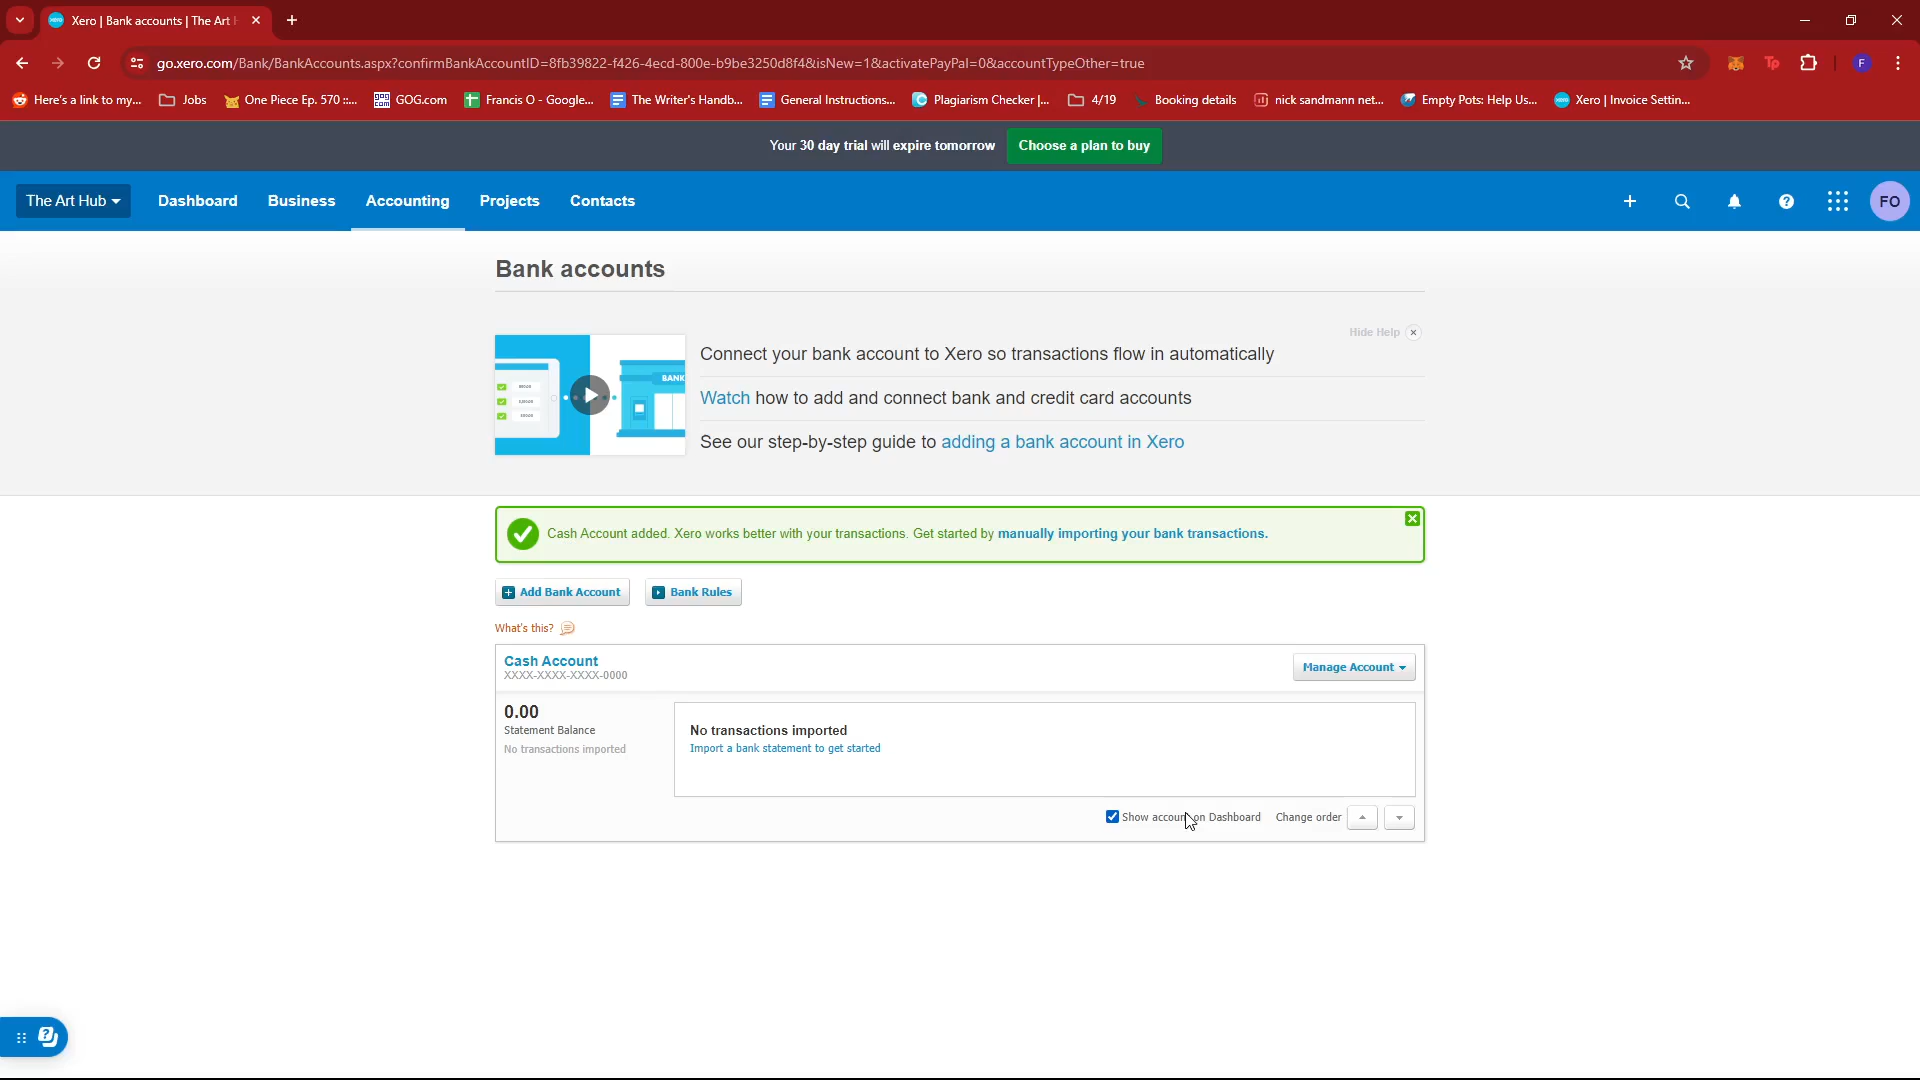 Xero | Bank accounts | The Art
go.xero.com/Bank/BankAccounts.aspx?confirmBankAccountID=8fb39822-f426-4ecd-800e-b9be3250d8f4&isNew=1&activatePayPal=0&accountTypeOther=true
Here's a link to my... Jobs One Piece Ep. 570 ::... GOG.com Francis O - Google... The Writer's Handb... General Instructions... Plagiarism Checker |... 4/19 Booking details nick sandmann net... Empty Pots: Help Us... Xero | Invoice Settin...
Your 30 day trial will expire tomorrow Choose a plan to buy
The Art Hub Dashboard Business Accounting Projects Contacts FO
Bank accounts
Hide Help
Connect your bank account to Xero so transactions flow in automatically
BANK
Watch how to add and connect bank and credit card accounts
See our step-by-step guide to adding a bank account in Xero
Cash Account added. Xero works better with your transactions. Get started by manually importing your bank transactions.
Add Bank Account Bank Rules
What's this?
Cash Account Manage Account
XXXX-XXXX-XXXX-0000
0.00
Statement Balance
No transactions imported
No transactions imported
Import a bank statement to get started
Show account on Dashboard Change order